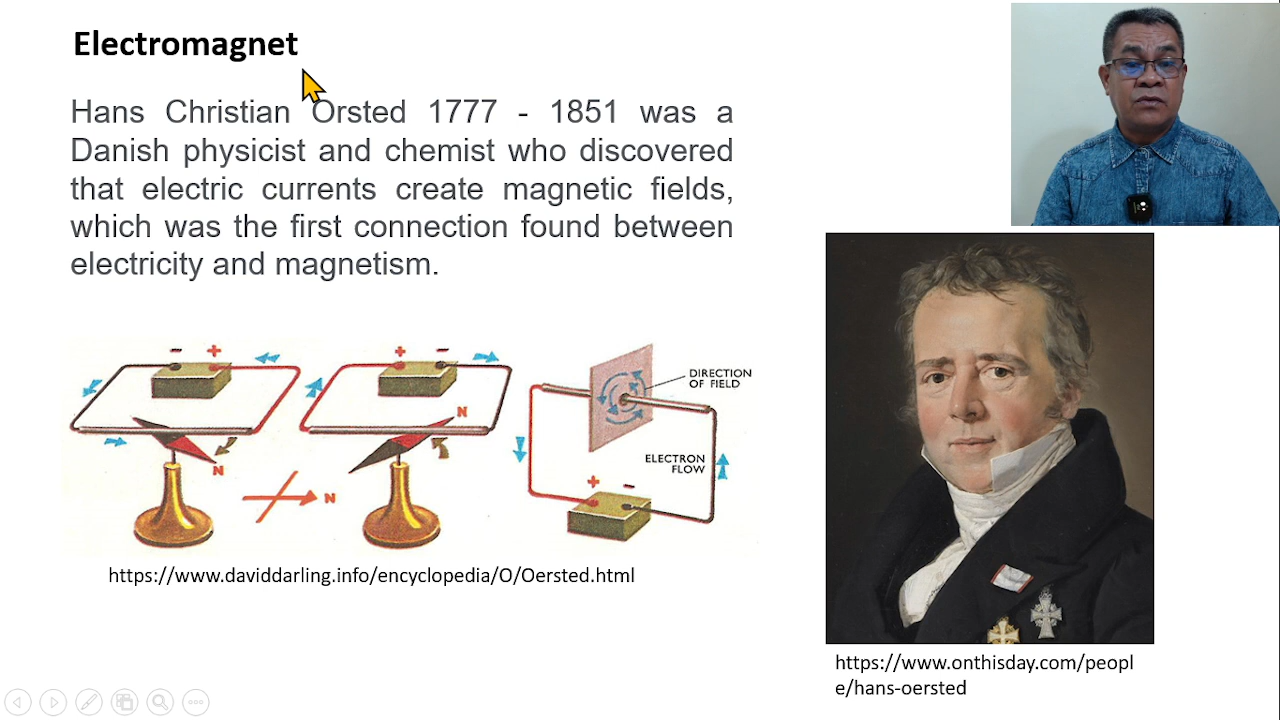 Electromagnet
Hans Christian Orsted 1777 - 1851 was a
Danish physicist and chemist who discovered
that electric currents create magnetic fields,
which was the first connection found between
electricity and magnetism.
- +
+ -
N
N
N
DIRECTION
OF FIELD
ELECTRON
FLOW
+ -
https://www.daviddarling.info/encyclopedia/O/Oersted.html
https://www.onthisday.com/peopl
e/hans-oersted